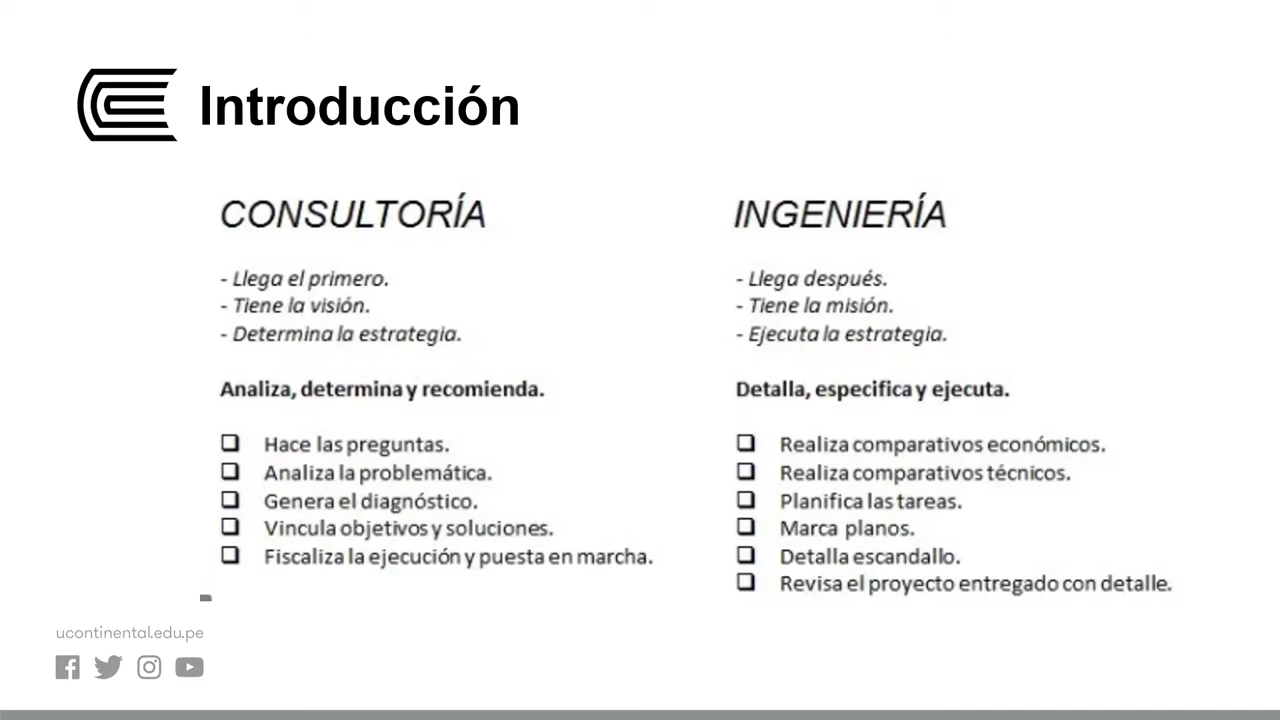 Introducción
CONSULTORÍA
- Llega el primero.
- Tiene la visión.
- Determina la estrategia.
Analiza, determina y recomienda.
Hace las preguntas.
Analiza la problemática.
Genera el diagnóstico.
Vincula objetivos y soluciones.
Fiscaliza la ejecución y puesta en marcha.
INGENIERÍA
- Llega después.
- Tiene la misión.
- Ejecuta la estrategia.
Detalla, especifica y ejecuta.
Realiza comparativos económicos.
Realiza comparativos técnicos.
Planifica las tareas.
Marca planos.
Detalla escandallo.
Revisa el proyecto entregado con detalle.
ucontinental.edu.pe